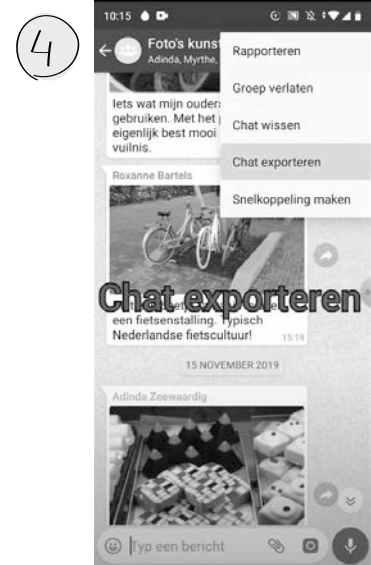 4
10:15
Foto's kuns
Adinda, Myrthe,
Rapporteren
Groep verlaten
Chat wissen
Chat exporteren
Snelkoppeling maken
Iets wat mijn ouders
gebruiken. Met het
eigenlijk best mooi
vuilnis.
Roxanne Bartels
Chat exporteren
een fietsenstalling. Typisch
Nederlandse fietscultuur!
15:19
15 NOVEMBER 2019
Adinda Zeewaardig
Typ een bericht